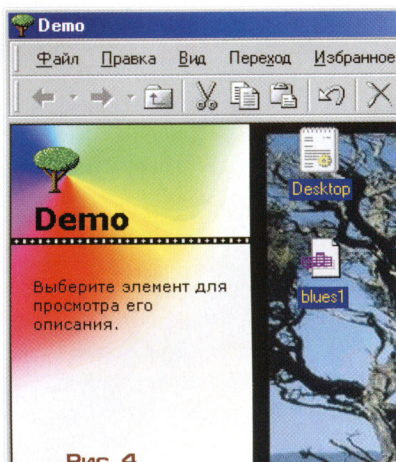 Demo
Файл Правка Вид Переход Избранное
Demo
Выберите элемент для
просмотра его
описания.
Desktop
blues1
Рис. 4